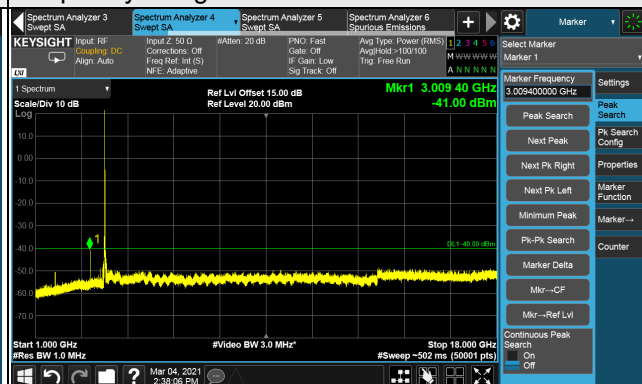 Spectrum Analyzer 3
Swept SA
Spectrum Analyzer 4
Swept SA
Spectrum Analyzer 5
Swept SA
Spectrum Analyzer 6
Spurious Emissions
Marker
KEYSIGHT
Input: RF
Coupling: DC
Align: Auto
Input Z: 50 Ω
Corrections: Off
Freq Ref: Int (S)
NFE: Adaptive
#Atten: 20 dB
PNO: Fast
Gate: Off
IF Gain: Low
Sig Track: Off
Avg Type: Power (RMS)
Avg|Hold:>100/100
Trig: Free Run
1 2 3 4 5 6
M W W W W W
A N N N N N
Select Marker
Marker 1
LXI
1 Spectrum
Scale/Div 10 dB
Ref Lvl Offset 15.00 dB
Ref Level 20.00 dBm
Mkr1 3.009 40 GHz
-41.00 dBm
Log
10.0
0.00
-10.0
-20.0
-30.0
-40.0
-50.0
-60.0
-70.0
1
DL1 -40.00 dBm
Start 1.000 GHz
#Res BW 1.0 MHz
#Video BW 3.0 MHz*
Stop 18.000 GHz
#Sweep ~502 ms (50001 pts)
Marker Frequency
3.009400000 GHz
Peak Search
Next Peak
Next Pk Right
Next Pk Left
Minimum Peak
Pk-Pk Search
Marker Delta
Mkr→CF
Mkr→Ref Lvl
Continuous Peak
Search
On
Off
Settings
Peak
Search
Pk Search
Config
Properties
Marker
Function
Marker→
Counter
?
Mar 04, 2021
2:38:06 PM